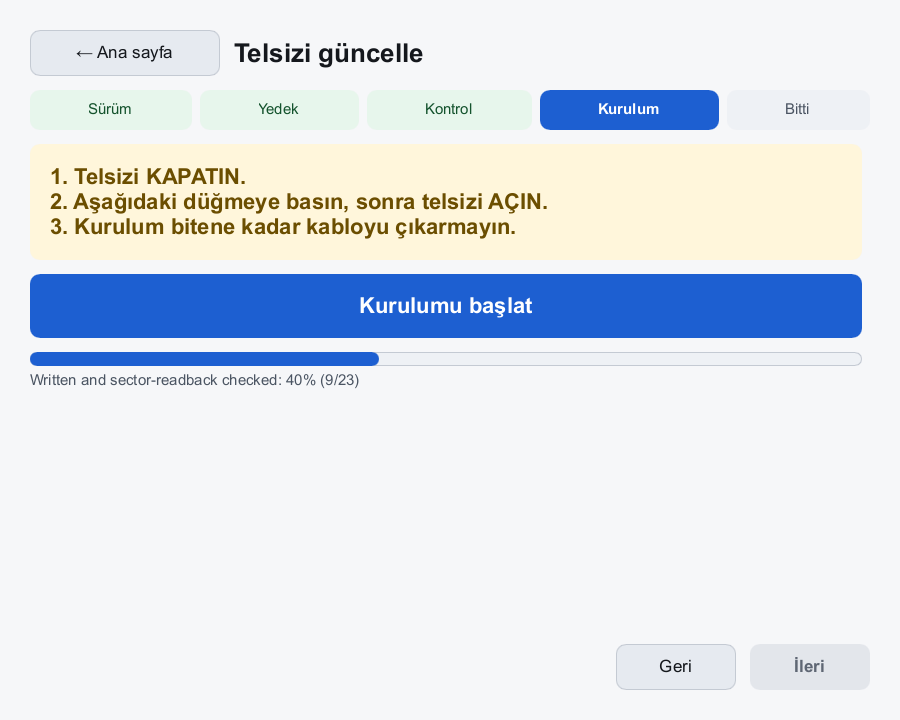 ← Ana sayfa
Telsizi güncelle
Sürüm
Yedek
Kontrol
Kurulum
Bitti
1. Telsizi KAPATIN.
2. Aşağıdaki düğmeye basın, sonra telsizi AÇIN.
3. Kurulum bitene kadar kabloyu çıkarmayın.
Kurulumu başlat
Written and sector-readback checked: 40% (9/23)
Geri
İleri